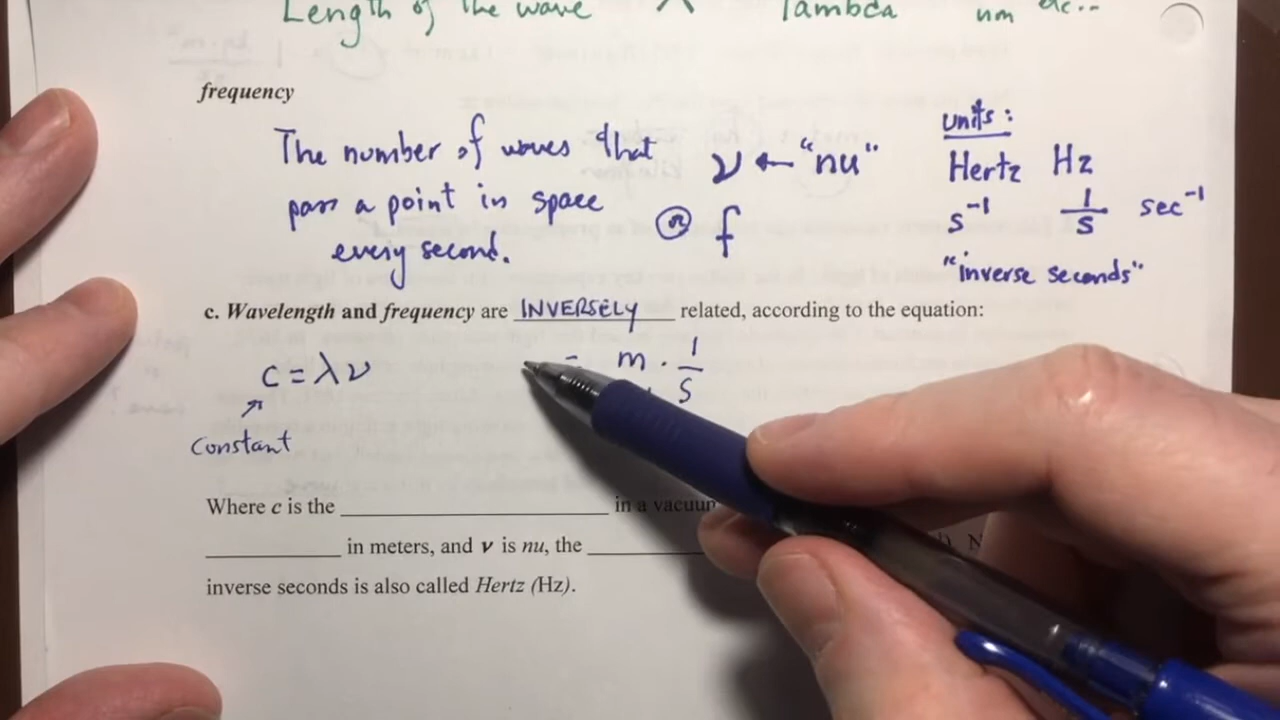 Length of the wave λ lambda nm etc...
frequency
The number of waves that
pass a point in space
every second.
ν ← "nu"
or f
units:
Hertz Hz
s⁻¹ 1/s sec⁻¹
"inverse seconds"
c. Wavelength and frequency are INVERSELY related, according to the equation:
c = λν
= m · 1/s
Constant
Where c is the ____________ in a vacuum
____________ in meters, and ν is nu, the ____________
inverse seconds is also called Hertz (Hz).